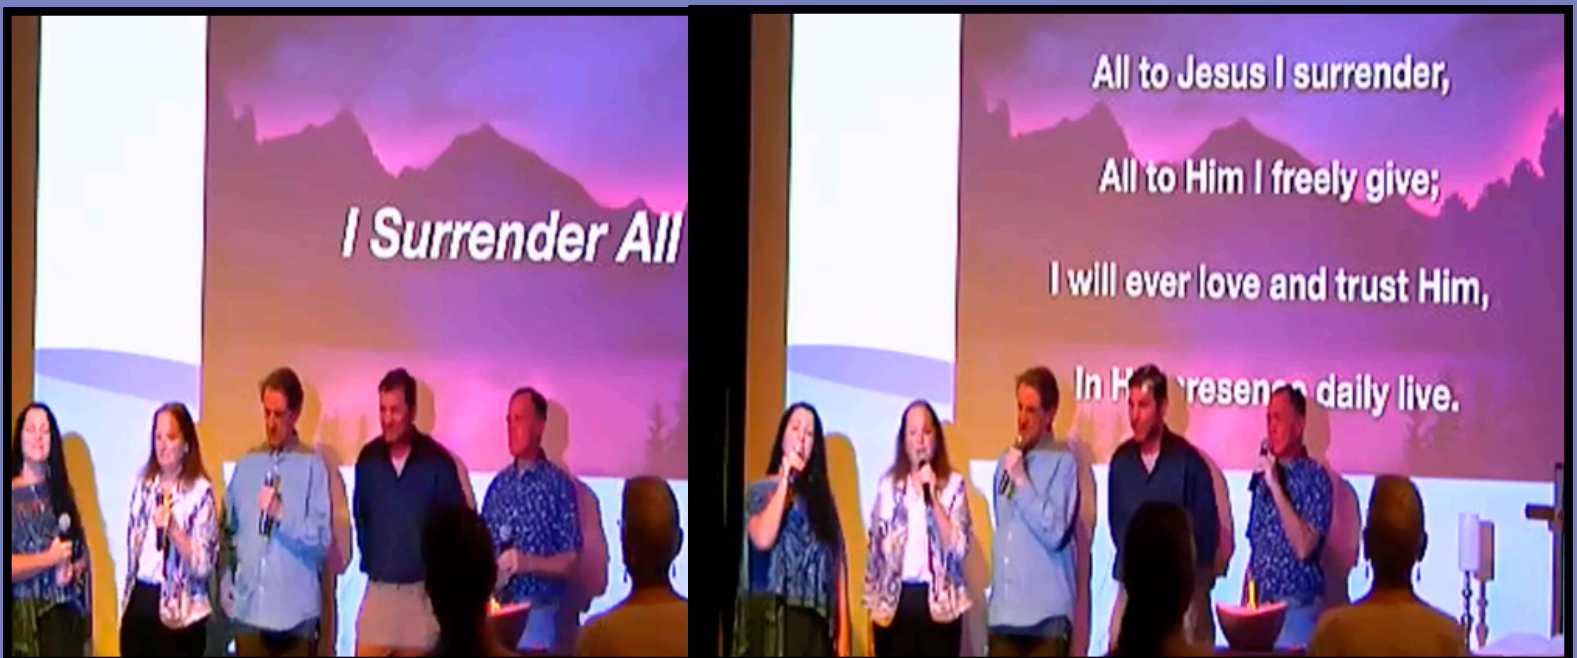 I Surrender All
All to Jesus I surrender,
All to Him I freely give;
I will ever love and trust Him,
In daily live.